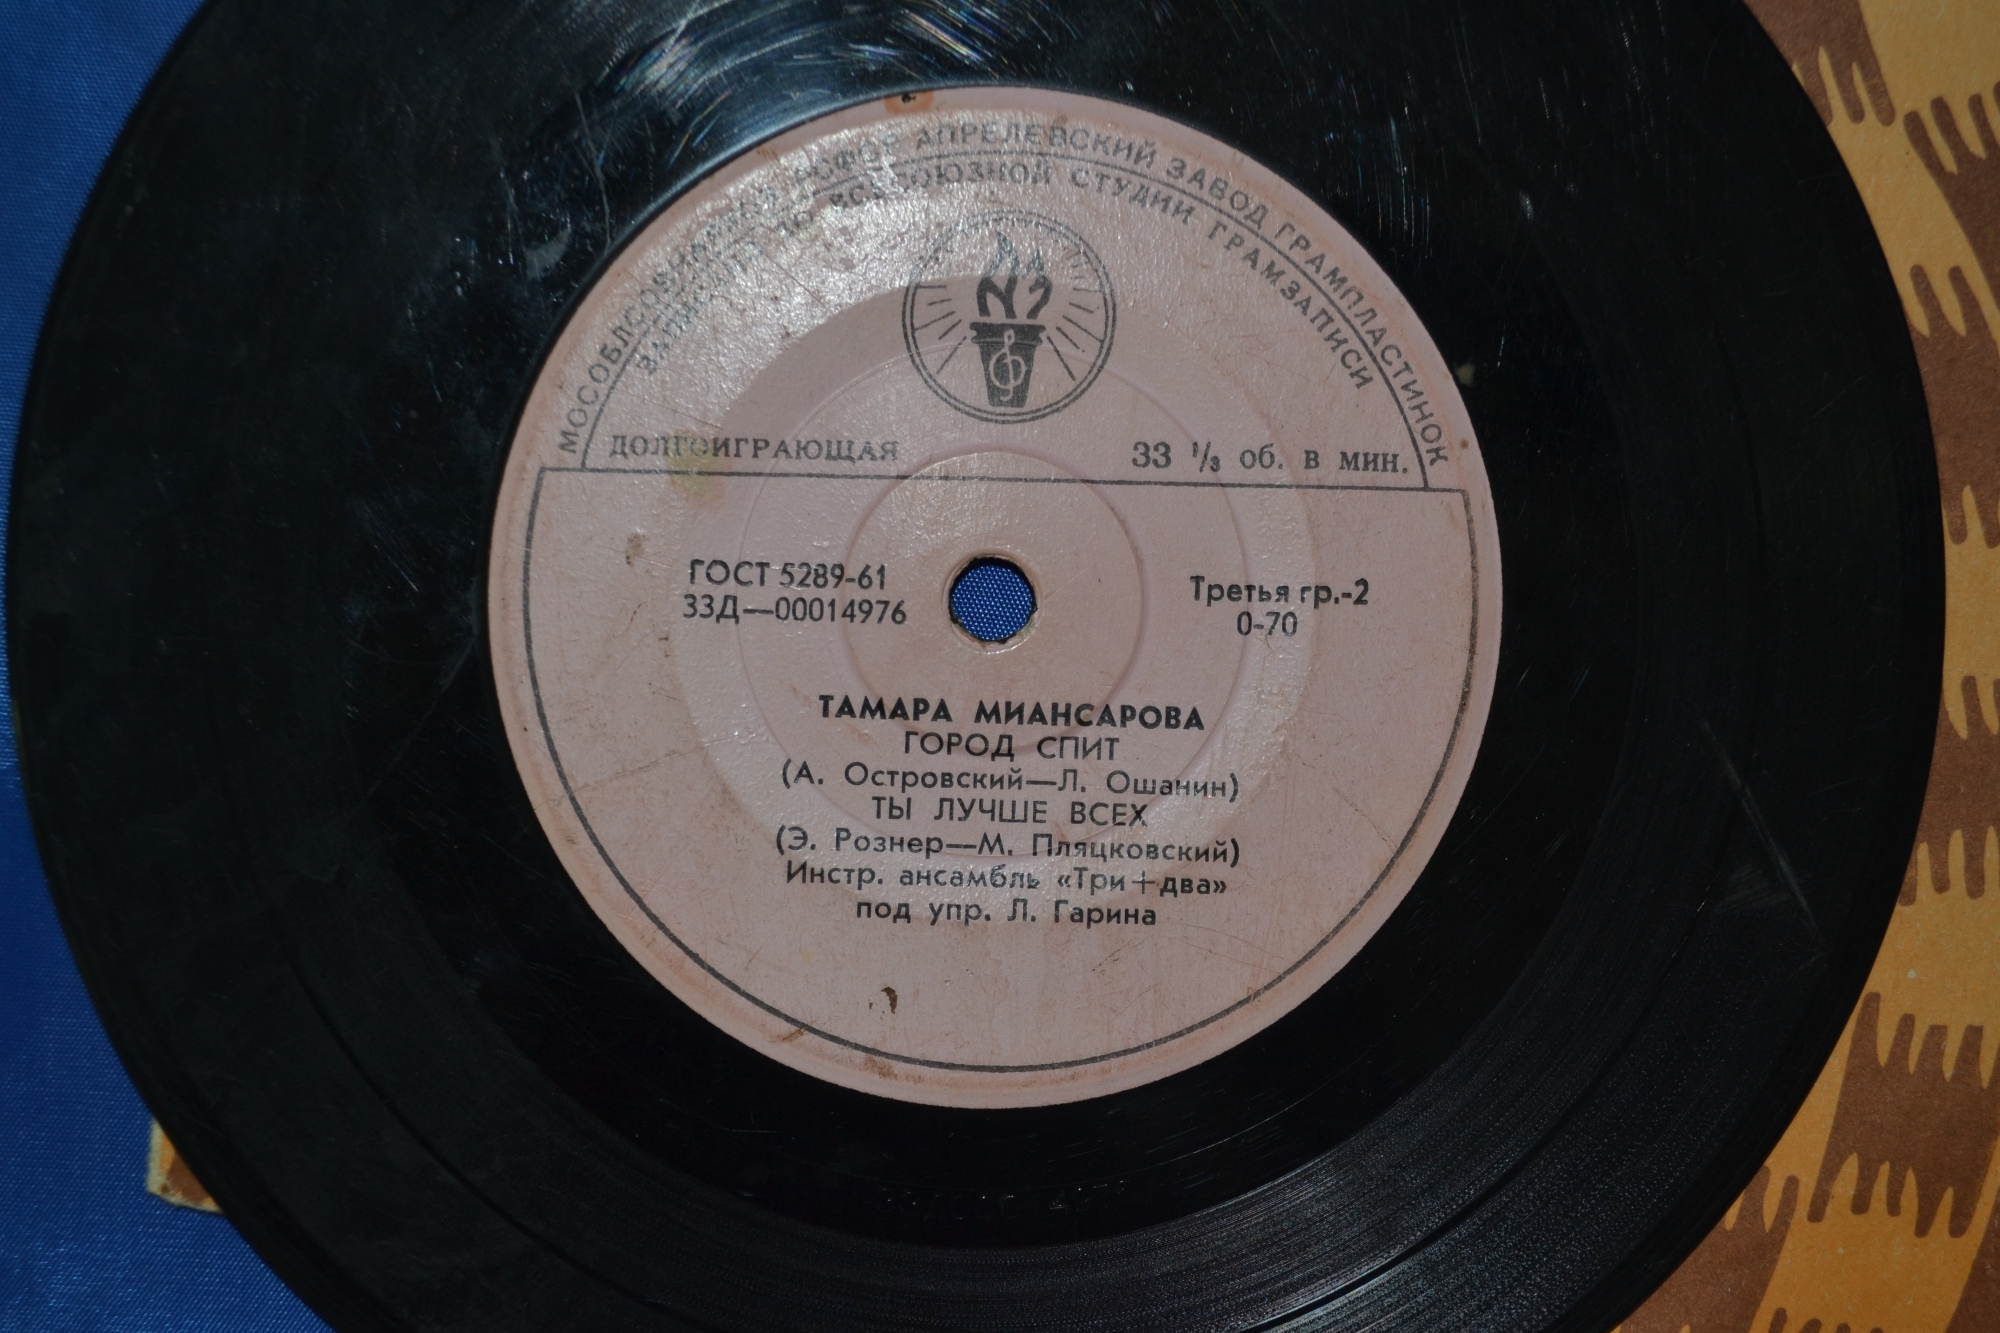 МОСОБЛСОВНАРХОЗ РСФСР АПРЕЛЕВСКИЙ ЗАВОД ГРАМПЛАСТИНОК
ВСЕСОЮЗНОЙ СТУДИИ ГРАМЗАПИСИ
ДОЛГОИГРАЮЩАЯ 33 1/3 об. в мин.
ГОСТ 5289-61 Третья гр.-2
33Д—00014976 0-70
ТАМАРА МИАНСАРОВА
ГОРОД СПИТ
(А. Островский—Л. Ошанин)
ТЫ ЛУЧШЕ ВСЕХ
(Э. Рознер—М. Пляцковский)
Инстр. ансамбль «Три+два»
под упр. Л. Гарина